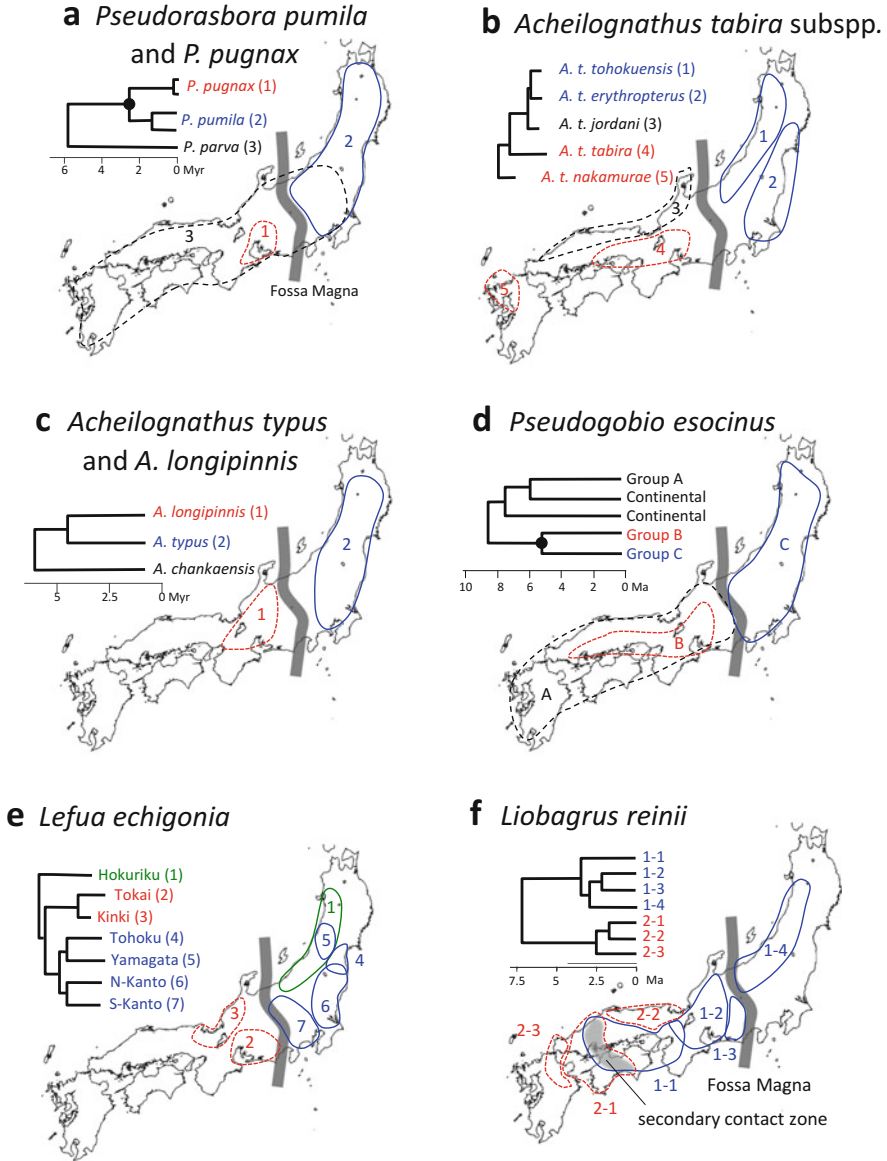 a Pseudorasbora pumila
and P. pugnax
P. pugnax (1)
P. pumila (2)
P. parva (3)
6 4 2 0 Myr
2
3
1
Fossa Magna
b Acheilognathus tabira subspp.
A. t. tohokuensis (1)
A. t. erythropterus (2)
A. t. jordani (3)
A. t. tabira (4)
A. t. nakamurae (5)
1
2
3
4
5
c Acheilognathus typus
and A. longipinnis
A. longipinnis (1)
A. typus (2)
A. chankaensis
5 2.5 0 Myr
2
1
d Pseudogobio esocinus
Group A
Continental
Continental
Group B
Group C
10 8 6 4 2 0 Ma
C
B
A
e Lefua echigonia
Hokuriku (1)
Tokai (2)
Kinki (3)
Tohoku (4)
Yamagata (5)
N-Kanto (6)
S-Kanto (7)
1
5
4
6
7
3
2
f Liobagrus reinii
1-1
1-2
1-3
1-4
2-1
2-2
2-3
7.5 5 2.5 0 Ma
1-4
1-2
2-2
2-3
1-3
1-1
Fossa Magna
2-1
secondary contact zone